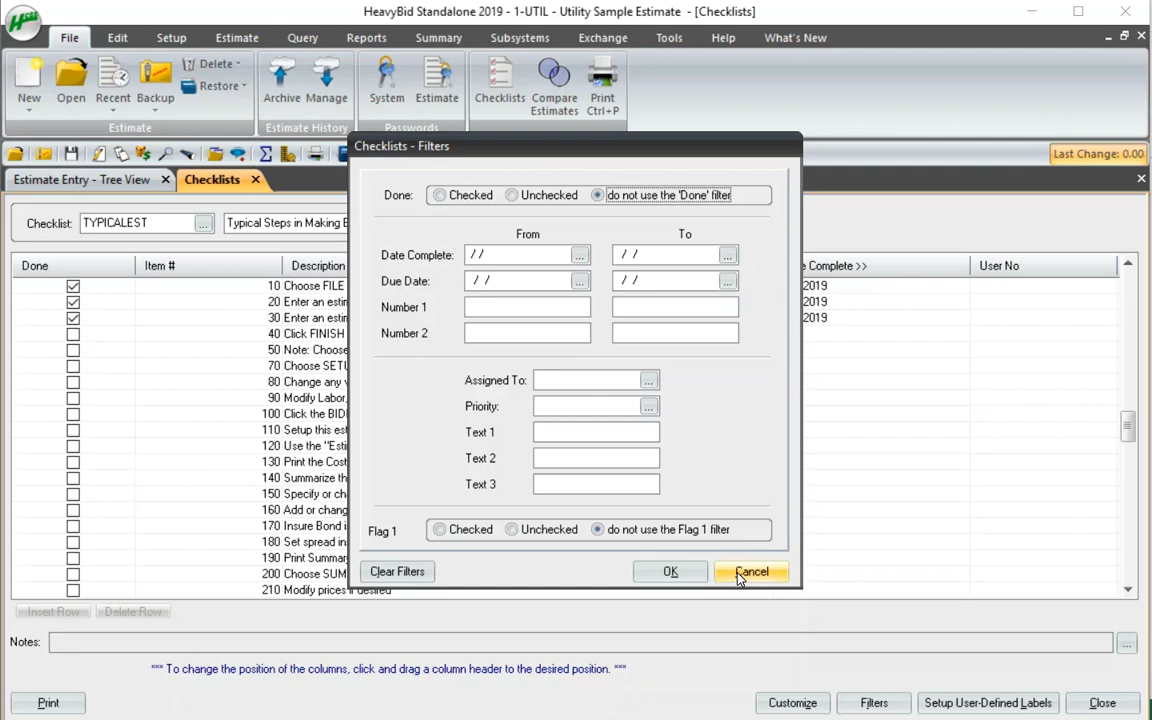 HCSS HeavyBid Standalone 2019 - 1-UTIL - Utility Sample Estimate - [Checklists]
File Edit Setup Estimate Query Reports Summary Subsystems Exchange Tools Help What's New
New Open Recent Backup Delete Restore Archive Manage System Estimate Checklists Compare Estimates Print Ctrl+P
Estimate Estimate History Passwords
Last Change: 0.00
Estimate Entry - Tree View Checklists
Checklist: TYPICALEST ... Typical Steps in Making
Done Item # Description Complete >> User No
10 Choose FILE 2019
20 Enter an estim 2019
30 Enter an estim 2019
40 Click FINISH
50 Note: Choose
70 Choose SETU
80 Change any v
90 Modify Labor,
100 Click the BID
110 Setup this est
120 Use the "Esti
130 Print the Cost
140 Summarize th
150 Specify or ch
160 Add or chang
170 Insure Bond i
180 Set spread in
190 Print Summar
200 Choose SUM
210 Modify prices if desired
Checklists - Filters
Done: Checked Unchecked do not use the 'Done' filter
From To
Date Complete: / / ... / / ...
Due Date: / / ... / / ...
Number 1
Number 2
Assigned To: ...
Priority: ...
Text 1
Text 2
Text 3
Flag 1 Checked Unchecked do not use the Flag 1 filter
Clear Filters OK Cancel
Insert Row Delete Row
Notes: ...
*** To change the position of the columns, click and drag a column header to the desired position. ***
Print Customize Filters Setup User-Defined Labels Close